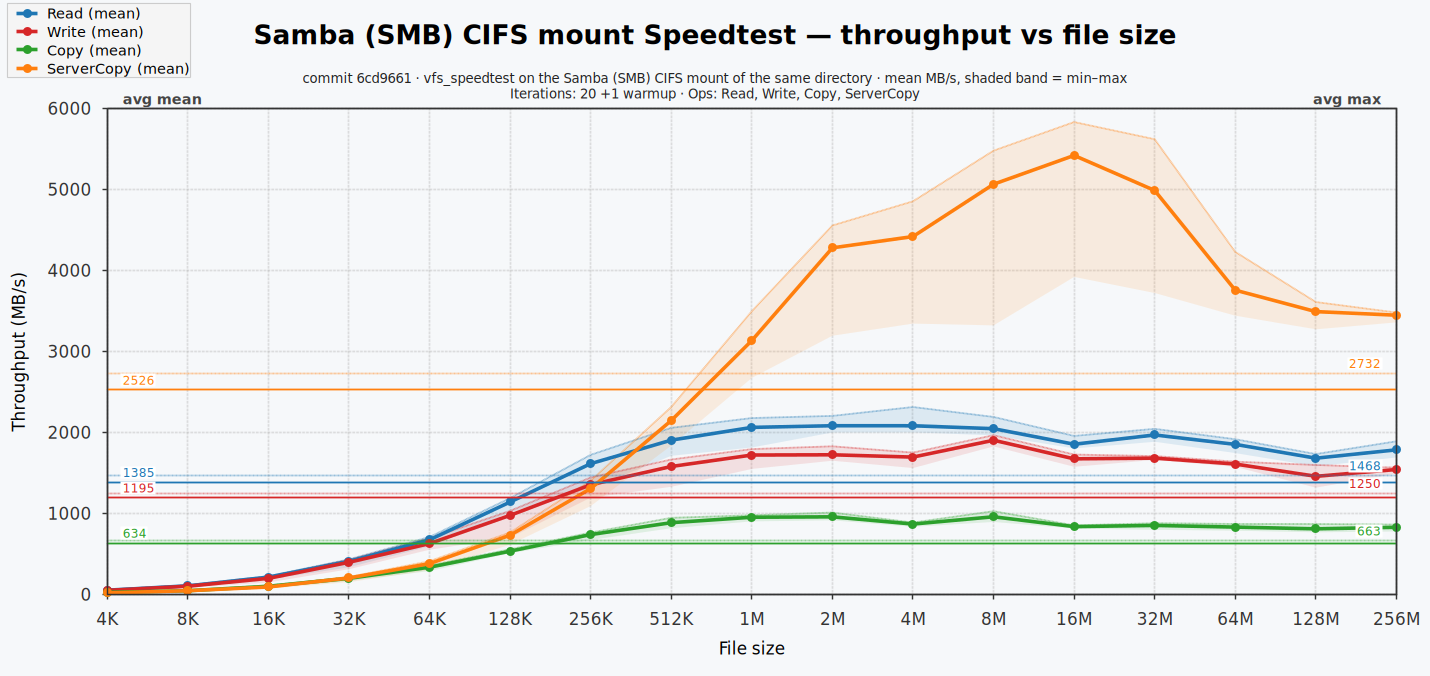 Read (mean)
Write (mean)
Copy (mean)
ServerCopy (mean)
Samba (SMB) CIFS mount Speedtest — throughput vs file size
commit 6cd9661 · vfs_speedtest on the Samba (SMB) CIFS mount of the same directory · mean MB/s, shaded band = min–max
Iterations: 20 +1 warmup · Ops: Read, Write, Copy, ServerCopy
avg mean
avg max
6000
5000
4000
3000
2000
1000
0
Throughput (MB/s)
2732
2526
1385
1468
1195
1250
634
663
4K
8K
16K
32K
64K
128K
256K
512K
1M
2M
4M
8M
16M
32M
64M
128M
256M
File size